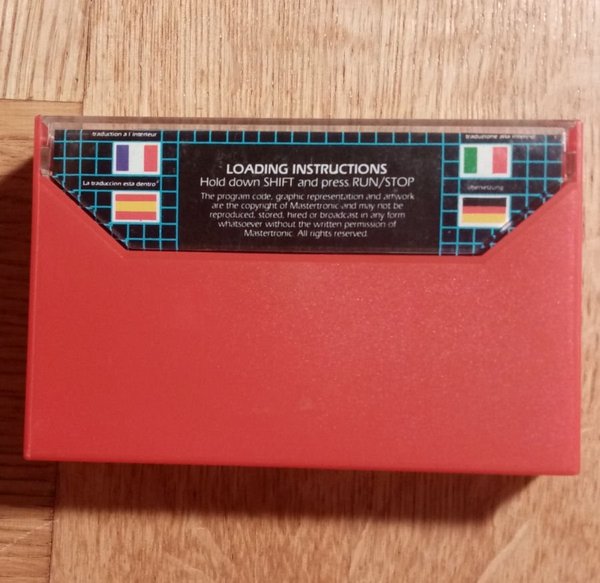 traduction à l'intérieur
La traduccion esta dentro
LOADING INSTRUCTIONS
Hold down SHIFT and press RUN/STOP
The program code, graphic representation and artwork
are the copyright of Mastertronic and may not be
reproduced, stored, hired or broadcast in any form
whatsoever without the written permission of
Mastertronic. All rights reserved.
traduzione alla
übersetzung